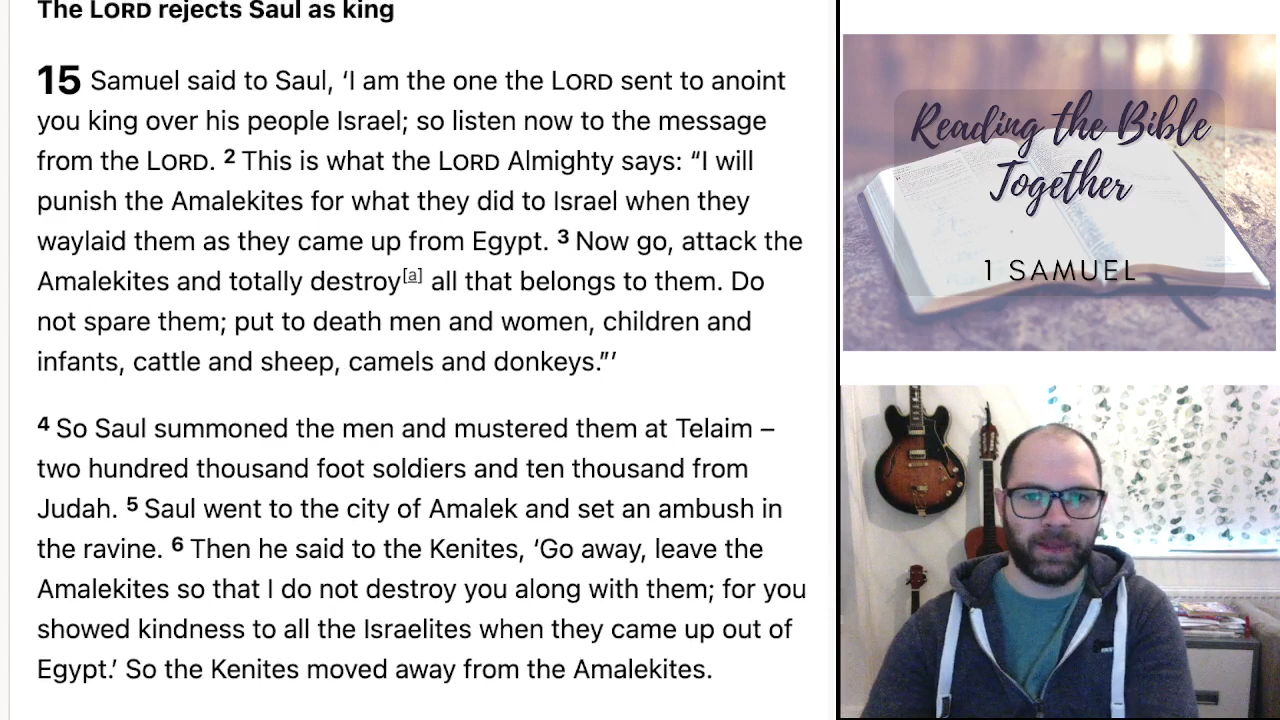 The LORD rejects Saul as king
15 Samuel said to Saul, ‘I am the one the LORD sent to anoint
you king over his people Israel; so listen now to the message
from the LORD. 2 This is what the LORD Almighty says: “I will
punish the Amalekites for what they did to Israel when they
waylaid them as they came up from Egypt. 3 Now go, attack the
Amalekites and totally destroy[a] all that belongs to them. Do
not spare them; put to death men and women, children and
infants, cattle and sheep, camels and donkeys.”’
4 So Saul summoned the men and mustered them at Telaim –
two hundred thousand foot soldiers and ten thousand from
Judah. 5 Saul went to the city of Amalek and set an ambush in
the ravine. 6 Then he said to the Kenites, ‘Go away, leave the
Amalekites so that I do not destroy you along with them; for you
showed kindness to all the Israelites when they came up out of
Egypt.’ So the Kenites moved away from the Amalekites.
Reading the Bible
Together
1 SAMUEL